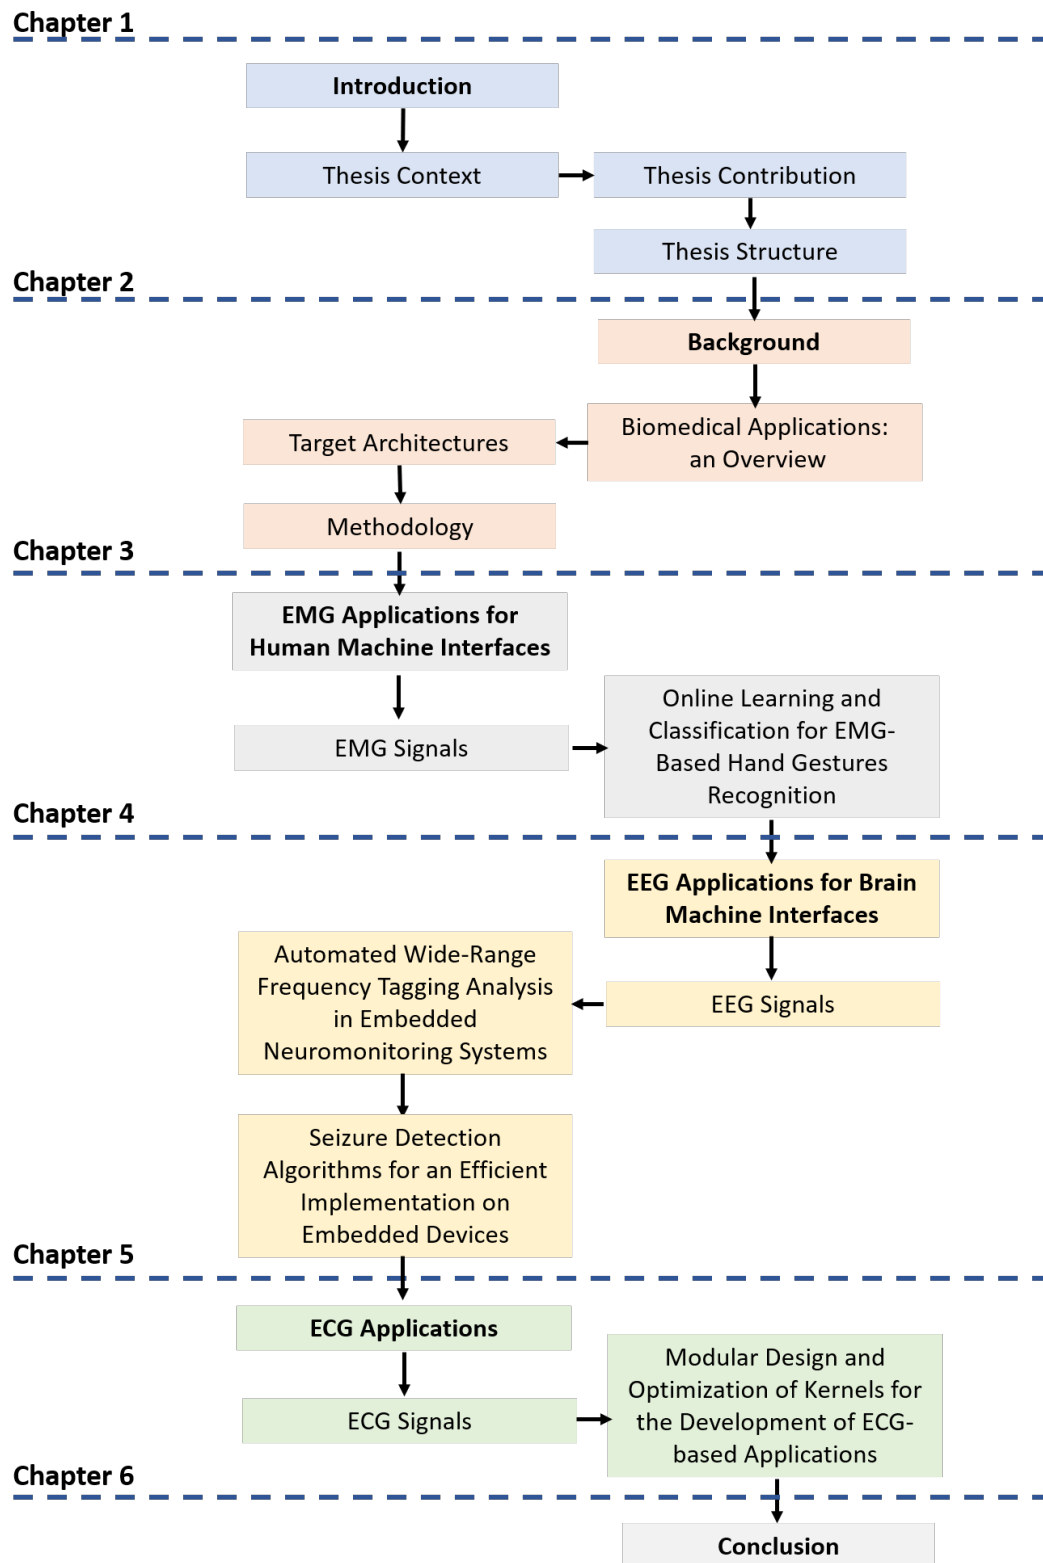 Chapter 1
Introduction
Thesis Context
Thesis Contribution
Thesis Structure
Chapter 2
Background
Biomedical Applications:
an Overview
Target Architectures
Methodology
Chapter 3
EMG Applications for
Human Machine Interfaces
EMG Signals
Online Learning and
Classification for EMG-
Based Hand Gestures
Recognition
Chapter 4
EEG Applications for Brain
Machine Interfaces
EEG Signals
Automated Wide-Range
Frequency Tagging Analysis
in Embedded
Neuromonitoring Systems
Seizure Detection
Algorithms for an Efficient
Implementation on
Embedded Devices
Chapter 5
ECG Applications
ECG Signals
Modular Design and
Optimization of Kernels for
the Development of ECG-
based Applications
Chapter 6
Conclusion